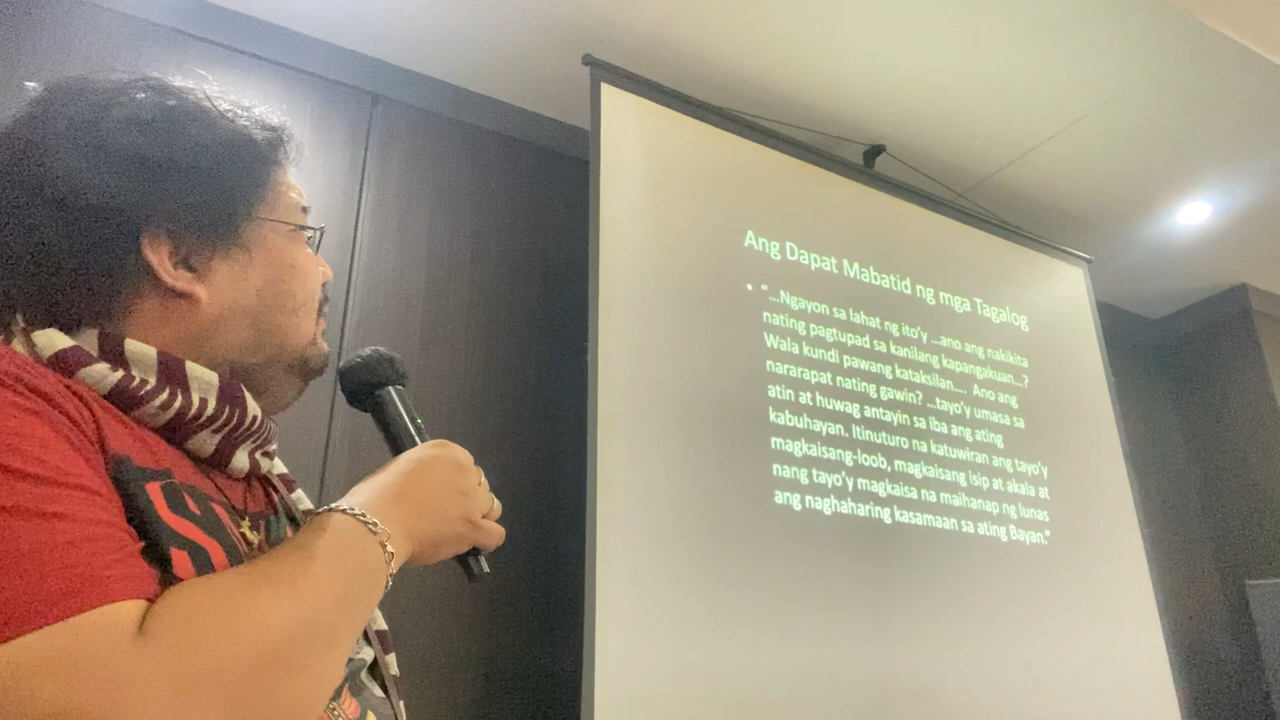 Ang Dapat Mabatid ng mga Tagalog
• "...Ngayon sa lahat ng ito'y ...ano ang nakikita
nating pagtupad sa kanilang kapangakuan...?
Wala kundi pawang kataksilan.... Ano ang
nararapat nating gawin? ...tayo'y umasa sa
atin at huwag antayin sa iba ang ating
kabuhayan. Itinuturo na katuwiran ang tayo'y
magkaisang-loob, magkaisang isip at akala at
nang tayo'y magkaisa na maihanap ng lunas
ang naghaharing kasamaan sa ating Bayan."